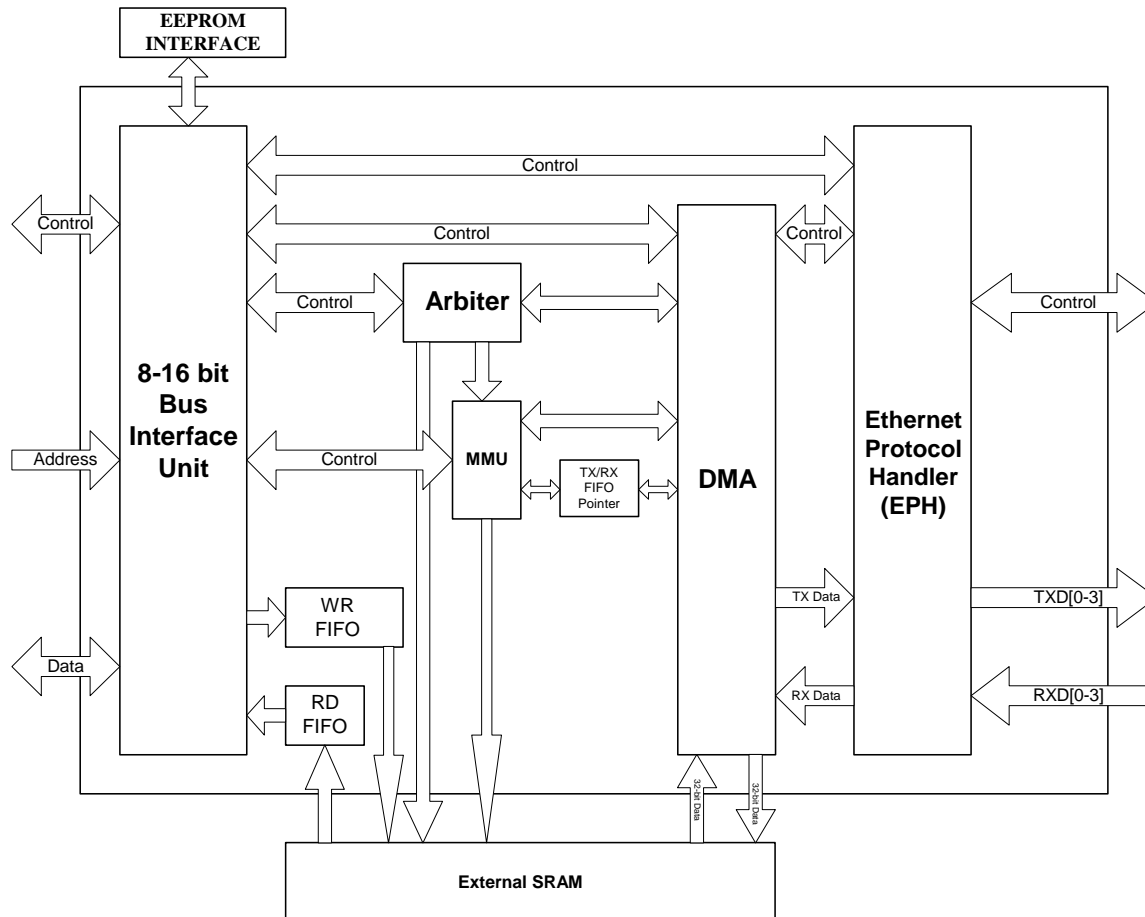 EEPROM
INTERFACE
Control
Control
Control
Control
Control
Arbiter
Control
8-16 bit
Bus
Interface
Unit
Address
Control
MMU
TX/RX
FIFO
Pointer
DMA
Ethernet
Protocol
Handler
(EPH)
WR
FIFO
TX Data
TXD[0-3]
Data
RD
FIFO
RX Data
RXD[0-3]
32-bit Data
32-bit Data
External SRAM